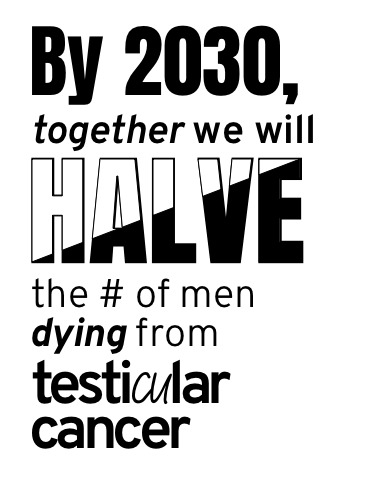 By 2030,
together we will
HALVE
the # of men
dying from
testicular
cancer